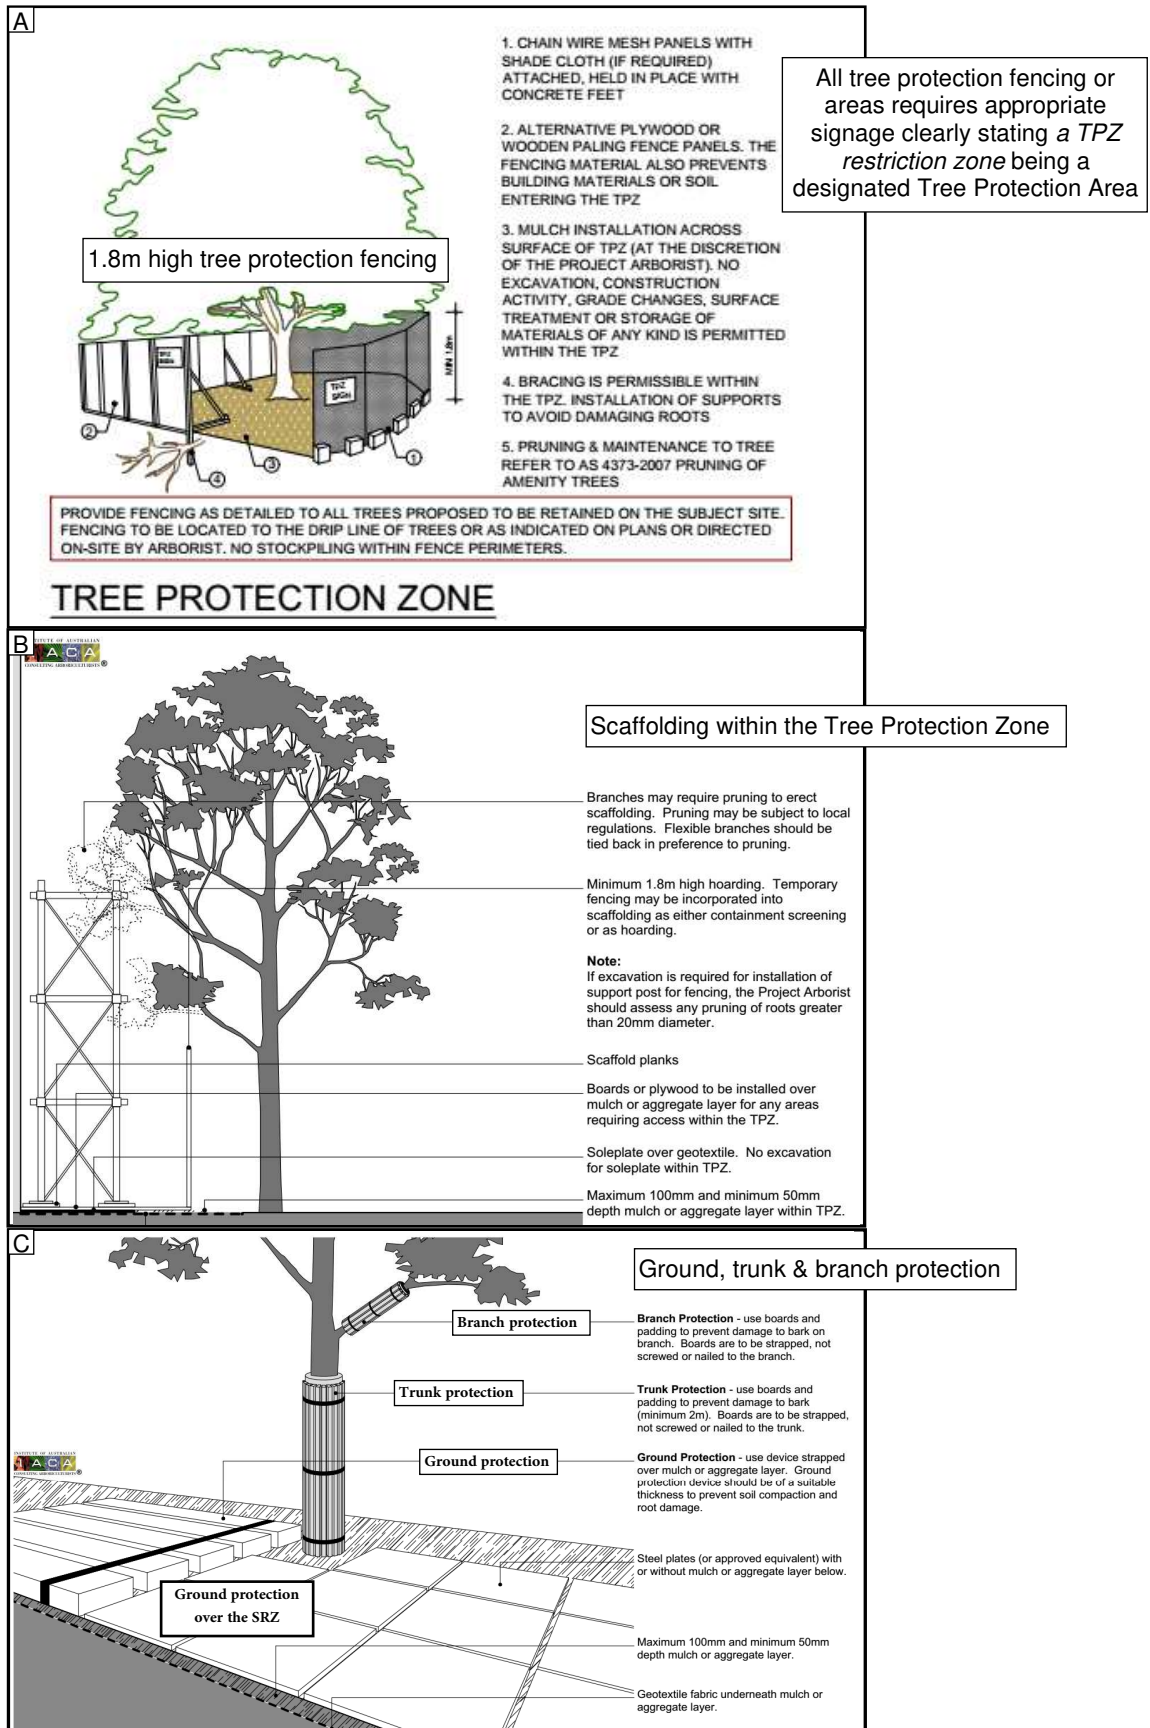 A
1. CHAIN WIRE MESH PANELS WITH
SHADE CLOTH (IF REQUIRED)
ATTACHED, HELD IN PLACE WITH
CONCRETE FEET
2. ALTERNATIVE PLYWOOD OR
WOODEN PALING FENCE PANELS. THE
FENCING MATERIAL ALSO PREVENTS
BUILDING MATERIALS OR SOIL
ENTERING THE TPZ
3. MULCH INSTALLATION ACROSS
SURFACE OF TPZ (AT THE DISCRETION
OF THE PROJECT ARBORIST). NO
EXCAVATION, CONSTRUCTION
ACTIVITY, GRADE CHANGES, SURFACE
TREATMENT OR STORAGE OF
MATERIALS OF ANY KIND IS PERMITTED
WITHIN THE TPZ
4. BRACING IS PERMISSIBLE WITHIN
THE TPZ. INSTALLATION OF SUPPORTS
TO AVOID DAMAGING ROOTS
5. PRUNING & MAINTENANCE TO TREE
REFER TO AS 4373-2007 PRUNING OF
AMENITY TREES
All tree protection fencing or
areas requires appropriate
signage clearly stating a TPZ
restriction zone being a
designated Tree Protection Area
1.8m high tree protection fencing
TPZ
SIGN
TPZ
SIGN
MIN 1.8m
2
3
1
4
PROVIDE FENCING AS DETAILED TO ALL TREES PROPOSED TO BE RETAINED ON THE SUBJECT SITE.
FENCING TO BE LOCATED TO THE DRIP LINE OF TREES OR AS INDICATED ON PLANS OR DIRECTED
ON-SITE BY ARBORIST. NO STOCKPILING WITHIN FENCE PERIMETERS.
TREE PROTECTION ZONE
B
TITUTE OF AUSTRALIAN
ACA
CONSULTING ARBORICULTURISTS ®
Scaffolding within the Tree Protection Zone
Branches may require pruning to erect
scaffolding. Pruning may be subject to local
regulations. Flexible branches should be
tied back in preference to pruning.
Minimum 1.8m high hoarding. Temporary
fencing may be incorporated into
scaffolding as either containment screening
or as hoarding.
Note:
If excavation is required for installation of
support post for fencing, the Project Arborist
should assess any pruning of roots greater
than 20mm diameter.
Scaffold planks
Boards or plywood to be installed over
mulch or aggregate layer for any areas
requiring access within the TPZ.
Soleplate over geotextile. No excavation
for soleplate within TPZ.
Maximum 100mm and minimum 50mm
depth mulch or aggregate layer within TPZ.
C
Ground, trunk & branch protection
Branch protection
Branch Protection - use boards and
padding to prevent damage to bark on
branch. Boards are to be strapped, not
screwed or nailed to the branch.
Trunk protection
Trunk Protection - use boards and
padding to prevent damage to bark
(minimum 2m). Boards are to be strapped,
not screwed or nailed to the trunk.
INSTITUTE OF AUSTRALIAN
IACA
CONSULTING ARBORICULTURISTS ®
Ground protection
Ground Protection - use device strapped
over mulch or aggregate layer. Ground
protection device should be of a suitable
thickness to prevent soil compaction and
root damage.
Steel plates (or approved equivalent) with
or without mulch or aggregate layer below.
Ground protection
over the SRZ
Maximum 100mm and minimum 50mm
depth mulch or aggregate layer.
Geotextile fabric underneath mulch or
aggregate layer.